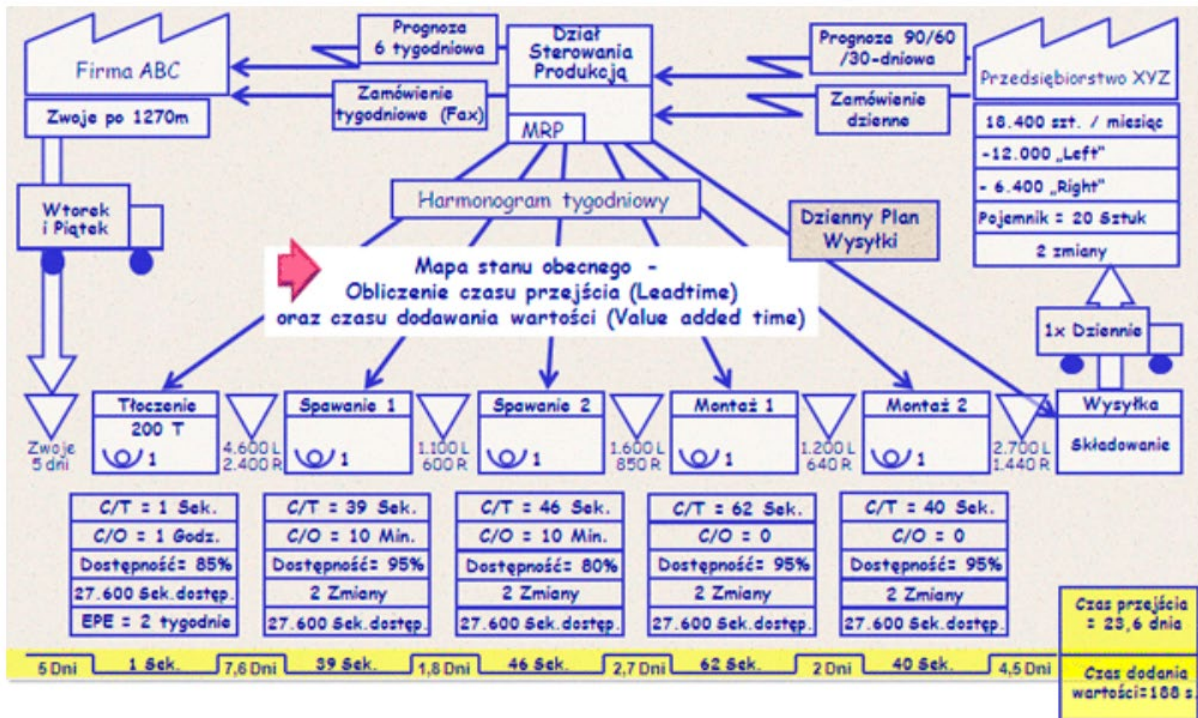 Firma ABC
Zwoje po 1270m
Wtorek
i Piątek
Prognoza
6 tygodniowa
Zamówienie
tygodniowe (Fax)
Dział
Sterowania
Produkcją
MRP
Prognoza 90/60
/30-dniowa
Zamówienie
dzienne
Przedsiębiorstwo XYZ
18.400 szt. / miesiąc
-12.000 „Left"
- 6.400 „Right"
Pojemnik = 20 Sztuk
2 zmiany
Harmonogram tygodniowy
Dzienny Plan
Wysyłki
1x Dziennie
Mapa stanu obecnego -
Obliczenie czasu przejścia (Leadtime)
oraz czasu dodawania wartości (Value added time)
Zwoje
5 dni
Tłoczenie
200 T
1
4.600 L
2.400 R
Spawanie 1
1
1.100 L
600 R
Spawanie 2
1
1.600 L
850 R
Montaż 1
1
1.200 L
640 R
Montaż 2
1
2.700 L
1.440 R
Wysyłka
Składowanie
C/T = 1 Sek.
C/O = 1 Godz.
Dostępność= 85%
27.600 Sek.dostęp.
EPE = 2 tygodnie
C/T = 39 Sek.
C/O = 10 Min.
Dostępność= 95%
2 Zmiany
27.600 Sek.dostęp.
C/T = 46 Sek.
C/O = 10 Min.
Dostępność= 80%
2 Zmiany
27.600 Sek.dostęp.
C/T = 62 Sek.
C/O = 0
Dostępność= 95%
2 Zmiany
27.600 Sek.dostęp.
C/T = 40 Sek.
C/O = 0
Dostępność= 95%
2 Zmiany
27.600 Sek.dostęp.
5 Dni
1 Sek.
7,6 Dni
39 Sek.
1,8 Dni
46 Sek.
2,7 Dni
62 Sek.
2 Dni
40 Sek.
4,5 Dni
Czas przejścia
= 23,6 dnia
Czas dodania
wartości=188 s.